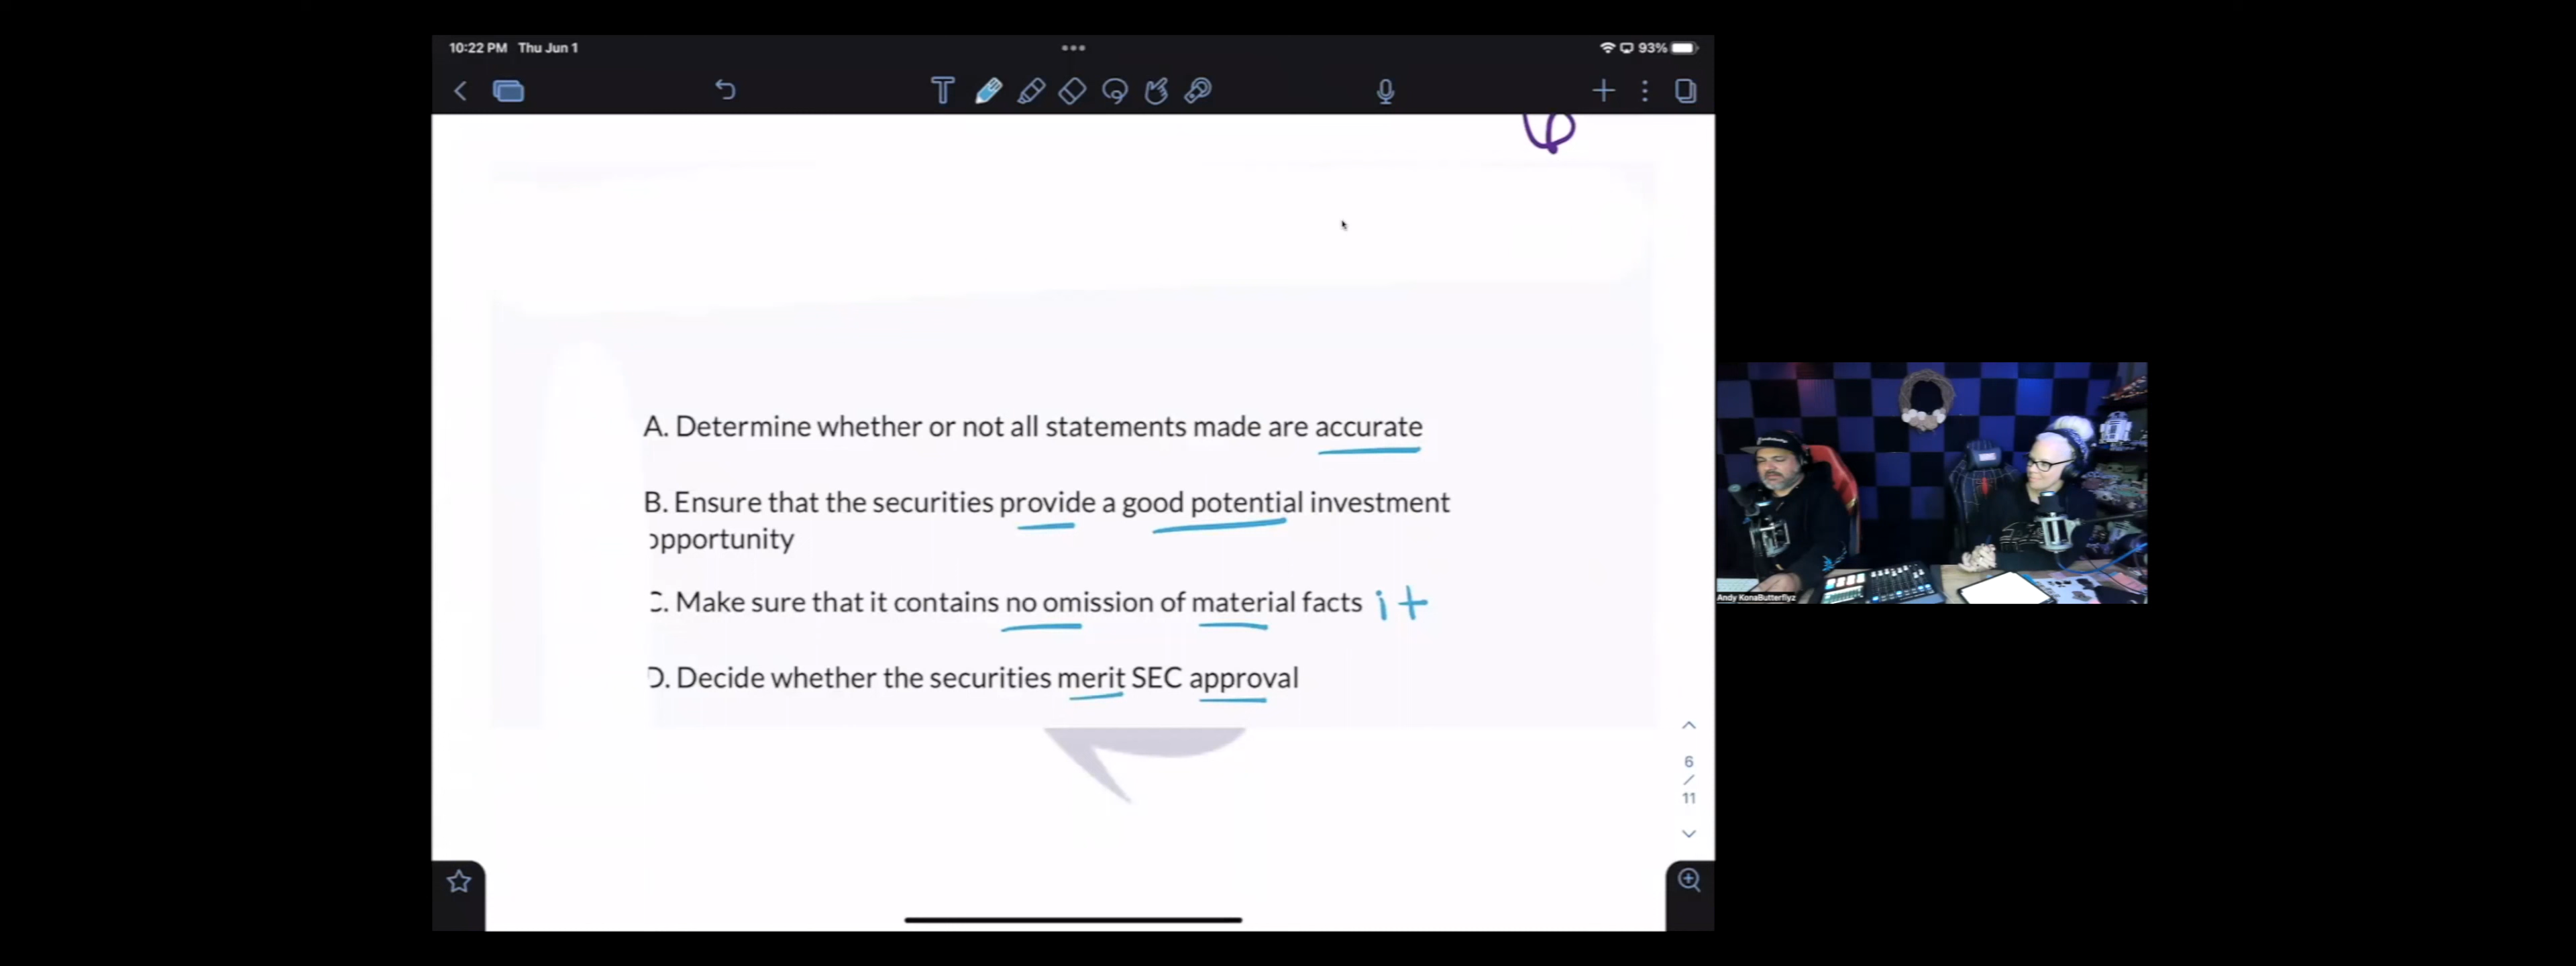 10:22 PM Thu Jun 1
93%
T
A. Determine whether or not all statements made are accurate
B. Ensure that the securities provide a good potential investment
opportunity
C. Make sure that it contains no omission of material facts it
D. Decide whether the securities merit SEC approval
6
/
11
Andy KonaButterflyz